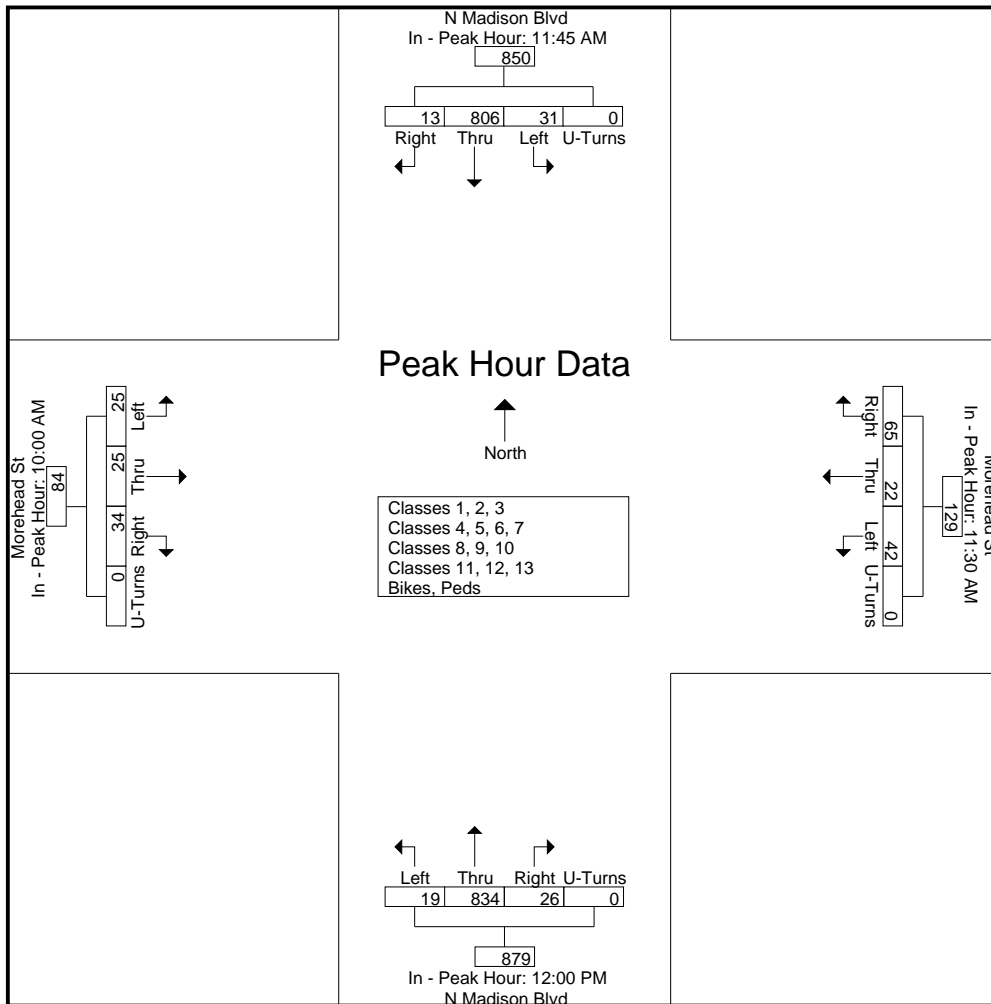 N Madison Blvd
In - Peak Hour: 11:45 AM
850
13 806 31 0
Right Thru Left U-Turns
Peak Hour Data
North
Classes 1, 2, 3
Classes 4, 5, 6, 7
Classes 8, 9, 10
Classes 11, 12, 13
Bikes, Peds
Morehead St
In - Peak Hour: 10:00 AM
84
25 25 34 0
Left Thru Right U-Turns
Morehead St
In - Peak Hour: 11:30 AM
129
65 22 42 0
Right Thru Left U-Turns
Left Thru Right U-Turns
19 834 26 0
879
In - Peak Hour: 12:00 PM
N Madison Blvd